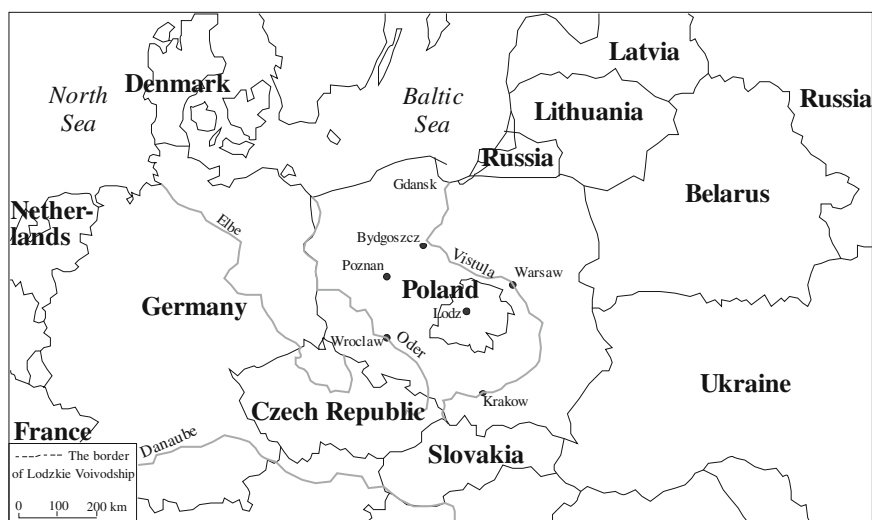 Latvia
Denmark
North
Sea
Baltic
Sea
Lithuania
Russia
Russia
Gdansk
Belarus
Nether-
lands
Elbe
Bydgoszcz
Vistula
Poznan
Warsaw
Poland
Germany
Lodz
Wroclaw
Oder
Ukraine
Czech Republic
Krakow
France
Danaube
Slovakia
The border
of Lodzkie Voivodship
0 100 200 km